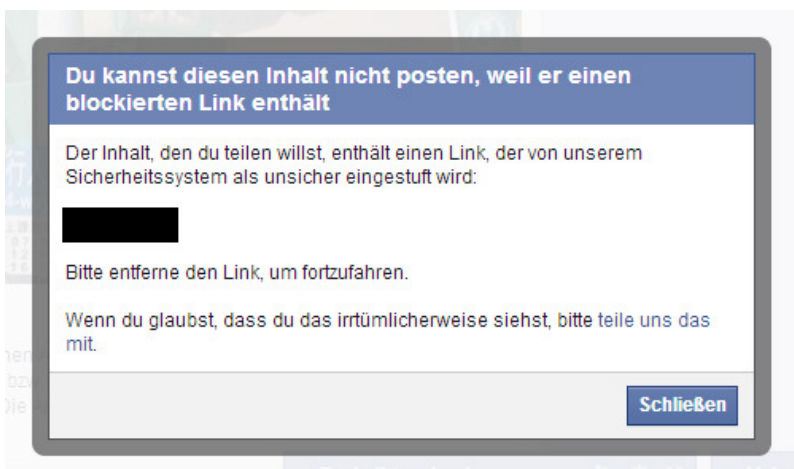 Du kannst diesen Inhalt nicht posten, weil er einen
blockierten Link enthält
Der Inhalt, den du teilen willst, enthält einen Link, der von unserem
Sicherheitssystem als unsicher eingestuft wird:
Bitte entferne den Link, um fortzufahren.
Wenn du glaubst, dass du das irrtümlicherweise siehst, bitte teile uns das
mit.
Schließen